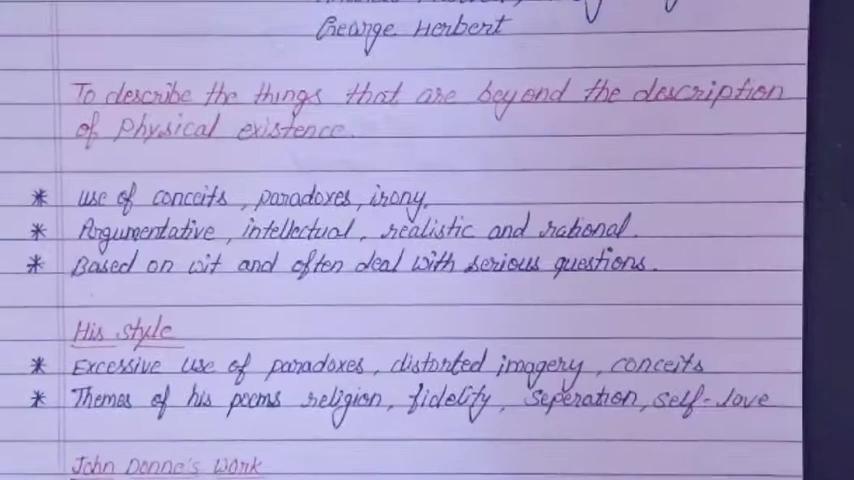 George Herbert
To describe the things that are beyond the description
of physical existence.
* use of conceits, paradoxes, irony.
* Argumentative, intellectual, realistic and rational.
* Based on wit and often deal with serious questions.
His style
* Excessive use of paradoxes, distorted imagery, conceits
* Themes of his poems religion, fidelity, seperation, self-love
John Donne's work